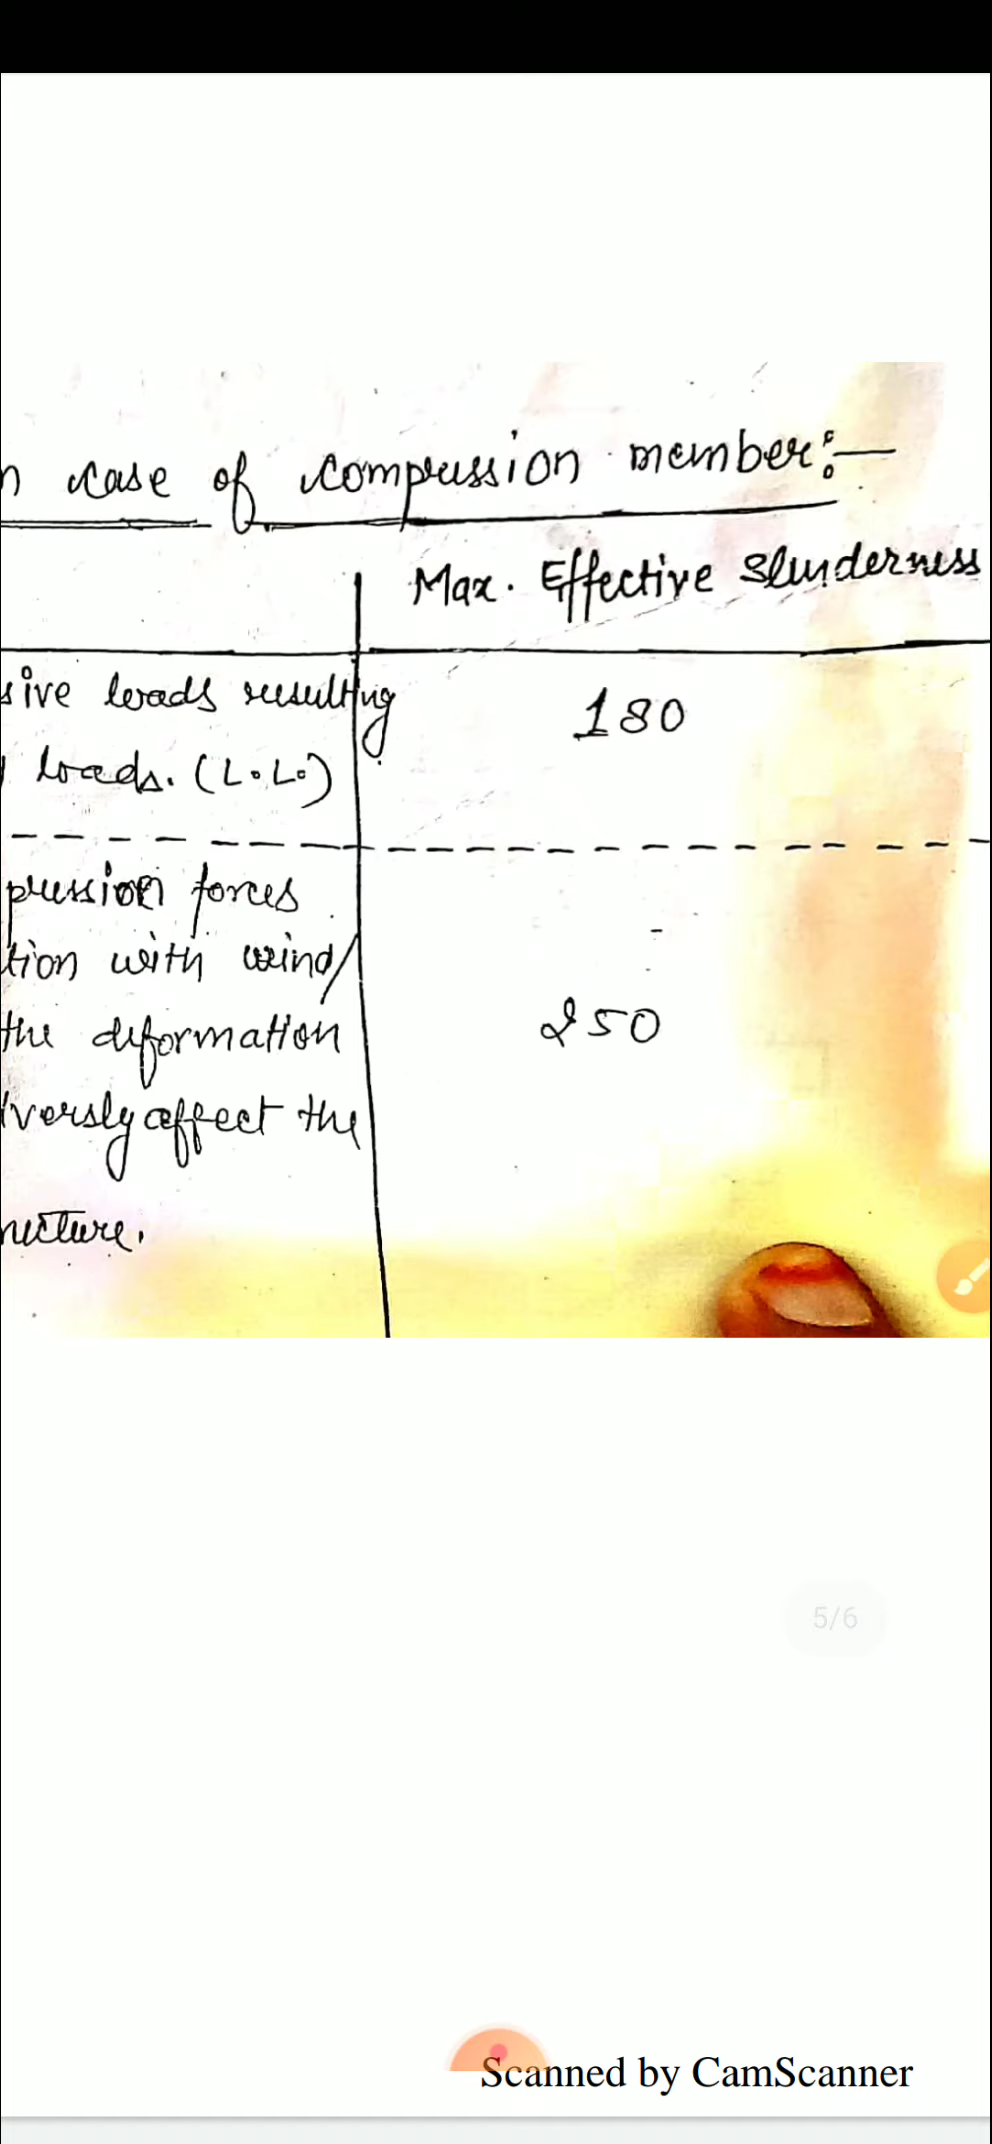 n case of compression member:—
Max. Effective Slenderness
sive loads resulting
180
loads. (L.L.)
pression forces
tion with wind/
the deformation
250
versly affect the
ucture.
5/6
Scanned by CamScanner